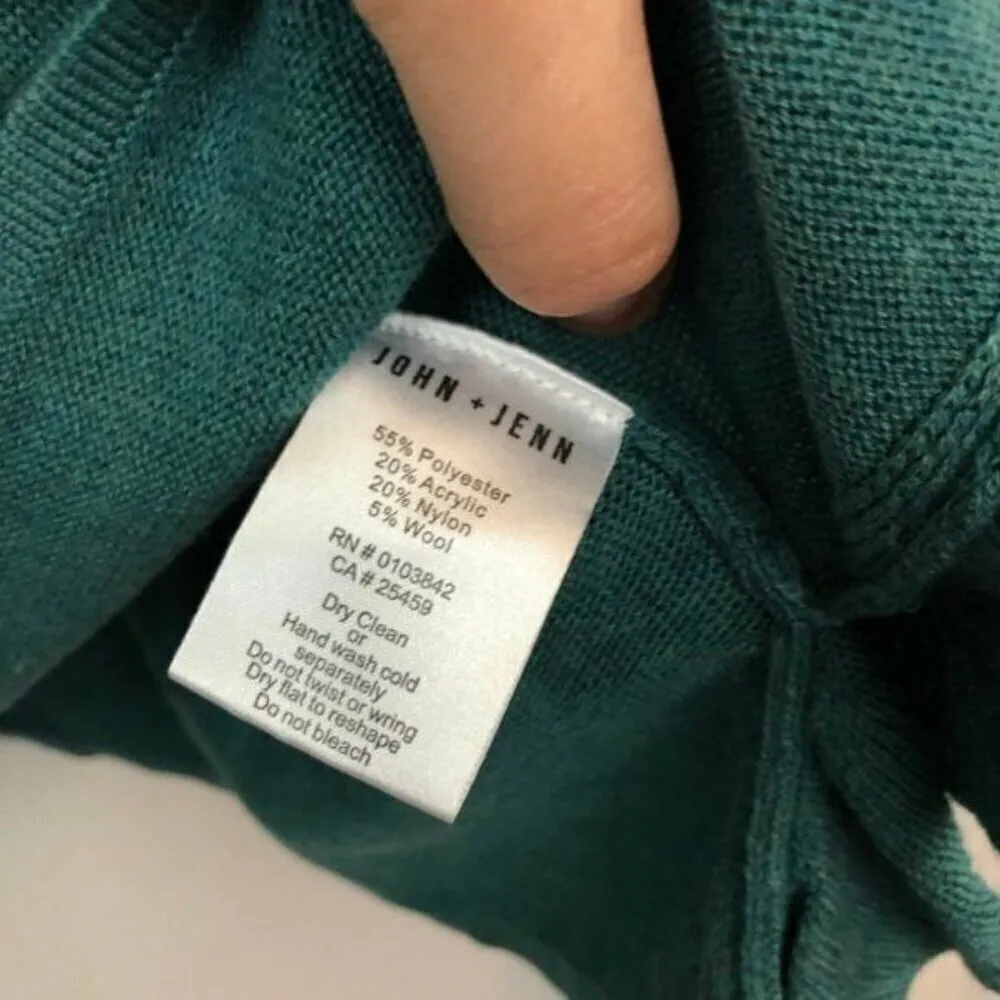 JOHN + JENN
55% Polyester
20% Acrylic
20% Nylon
5% Wool
RN # 0103842
CA # 25459
Dry Clean
or
Hand wash cold
separately
Do not twist or wring
Dry flat to reshape
Do not bleach